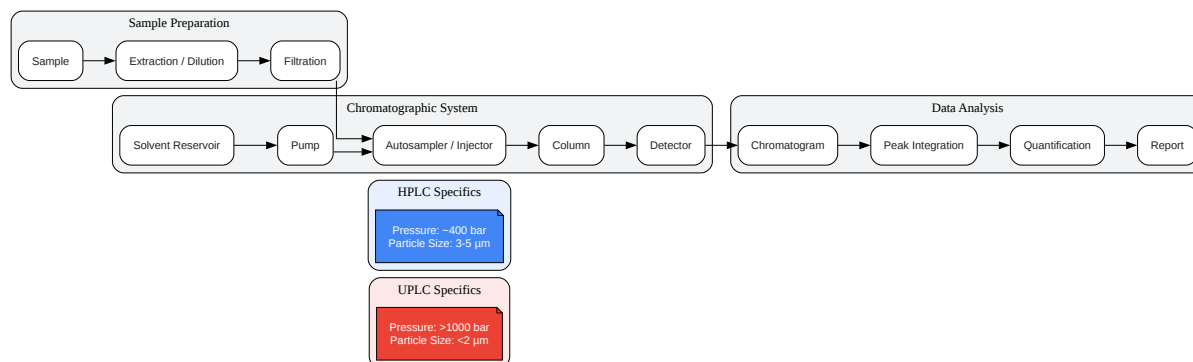 Sample Preparation
Sample
Extraction / Dilution
Filtration
Chromatographic System
Solvent Reservoir
Pump
Autosampler / Injector
Column
Detector
Data Analysis
Chromatogram
Peak Integration
Quantification
Report
HPLC Specifics
Pressure: ~400 bar
Particle Size: 3-5 µm
UPLC Specifics
Pressure: >1000 bar
Particle Size: <2 µm